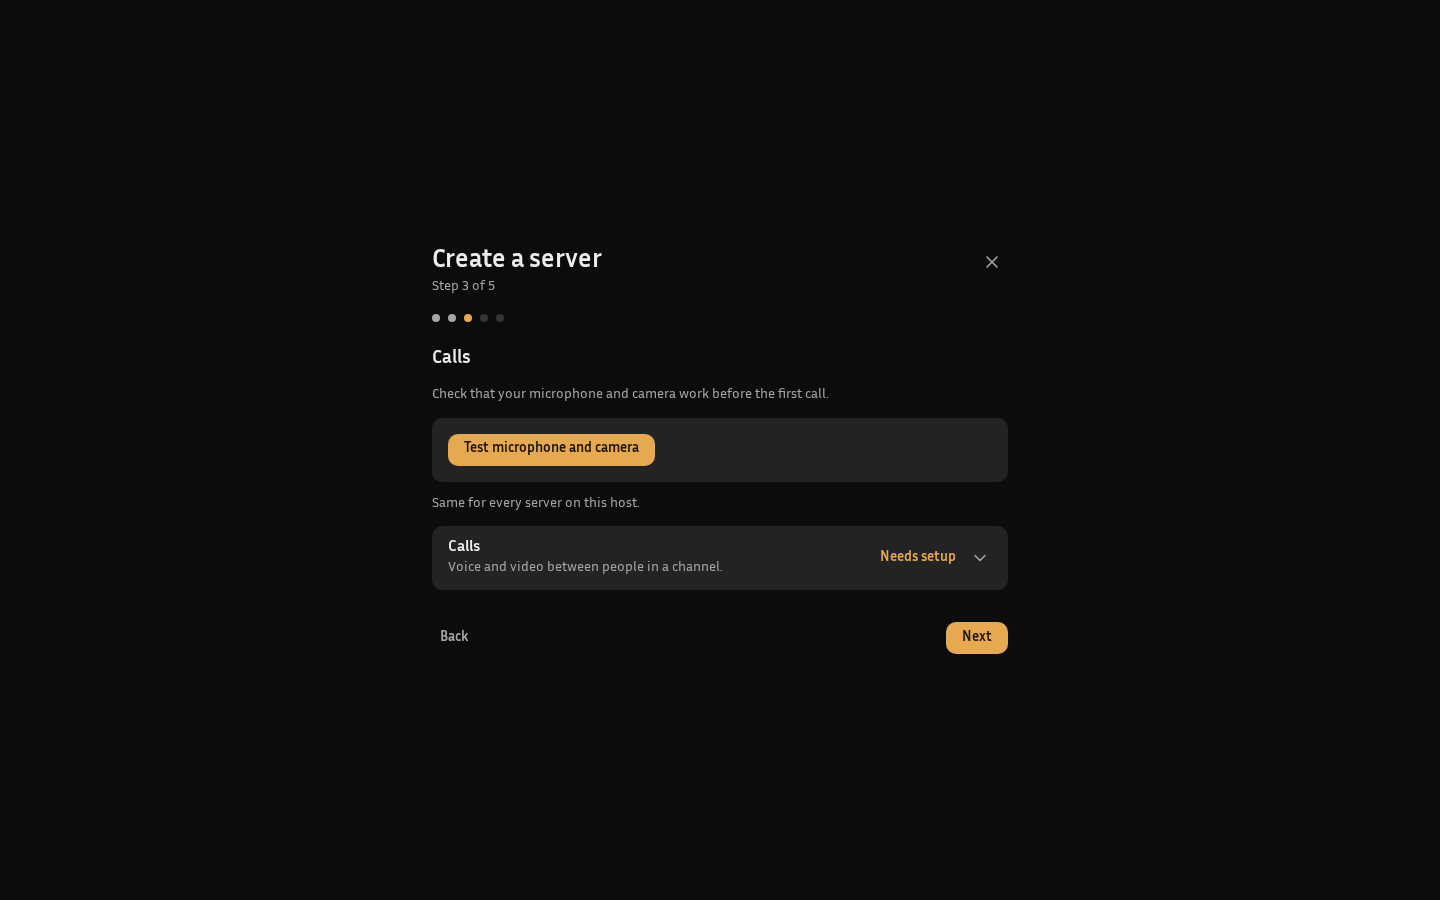 Create a server
Step 3 of 5
Calls
Check that your microphone and camera work before the first call.
Test microphone and camera
Same for every server on this host.
Calls
Needs setup
Voice and video between people in a channel.
Back
Next